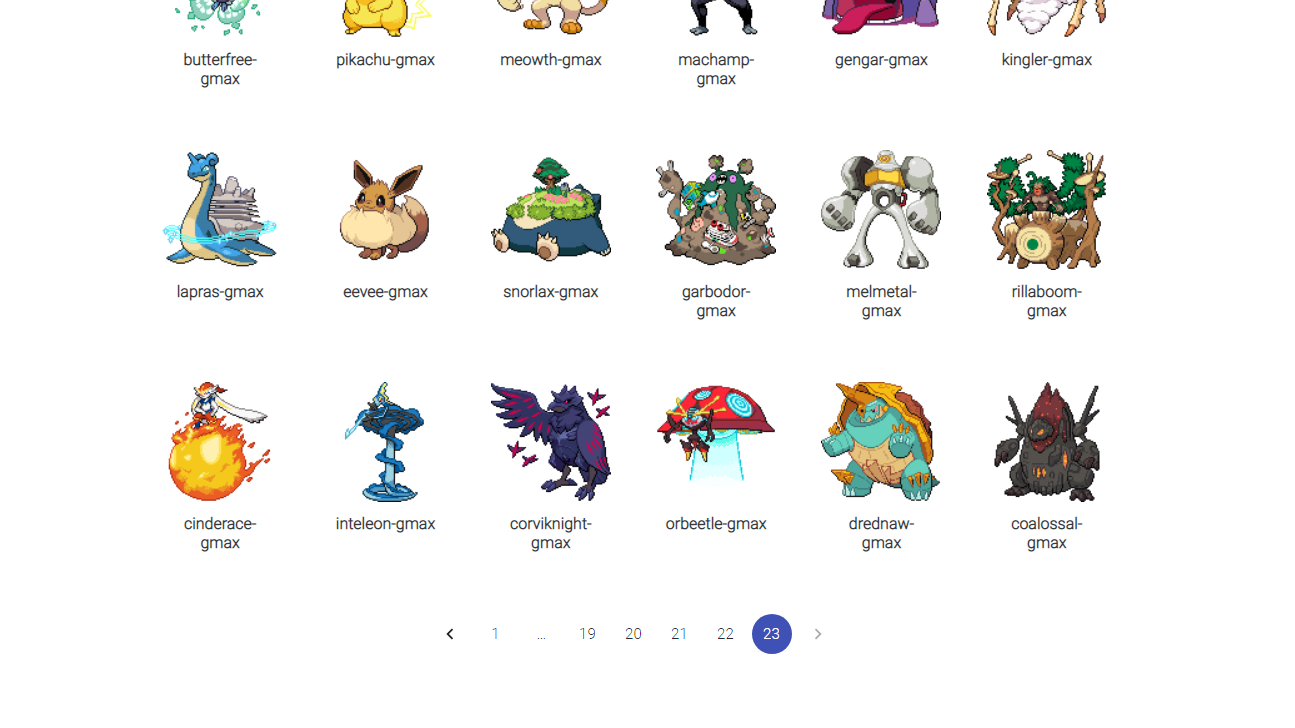 butterfree-
gmax
pikachu-gmax
meowth-gmax
machamp-
gmax
gengar-gmax
kingler-gmax
lapras-gmax
eevee-gmax
snorlax-gmax
garbodor-
gmax
melmetal-
gmax
rillaboom-
gmax
cinderace-
gmax
inteleon-gmax
corviknight-
gmax
orbeetle-gmax
drednaw-
gmax
coalossal-
gmax
1 ... 19 20 21 22 23